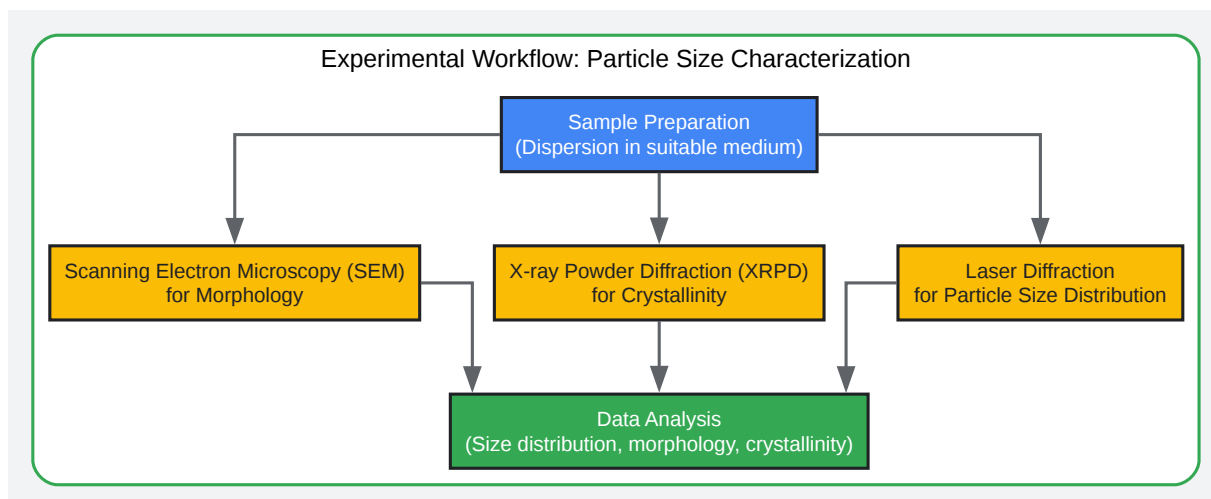 Experimental Workflow: Particle Size Characterization
Sample Preparation
(Dispersion in suitable medium)
Scanning Electron Microscopy (SEM)
for Morphology
X-ray Powder Diffraction (XRPD)
for Crystallinity
Laser Diffraction
for Particle Size Distribution
Data Analysis
(Size distribution, morphology, crystallinity)